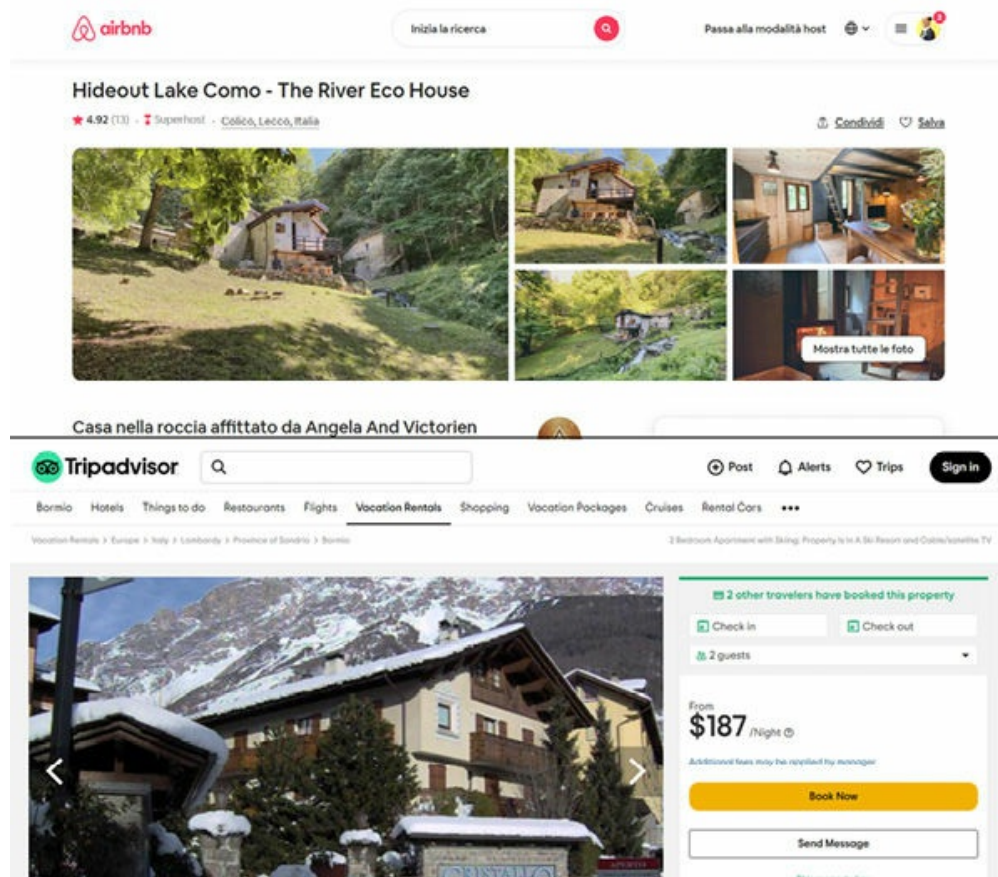 airbnb
Inizia la ricerca
Passa alla modalità host
Hideout Lake Como - The River Eco House
4.92 (13) · Superhost · Colico, Lecco, Italia
Condividi Salva
Mostra tutte le foto
Casa nella roccia affittato da Angela And Victorien
Tripadvisor
Post Alerts Trips Sign in
Bormio Hotels Things to do Restaurants Flights Vacation Rentals Shopping Vacation Packages Cruises Rental Cars •••
Vacation Rentals > Europe > Italy > Lombardy > Province of Sondrio > Bormio
2 Bedroom Apartment with Skiing: Property Is In A Ski Resort and Cable/satellite TV
2 other travelers have booked this property
Check in Check out
2 guests
From
$187 /Night
Additional fees may be applied by manager
Book Now
Send Message
CRISTALLO